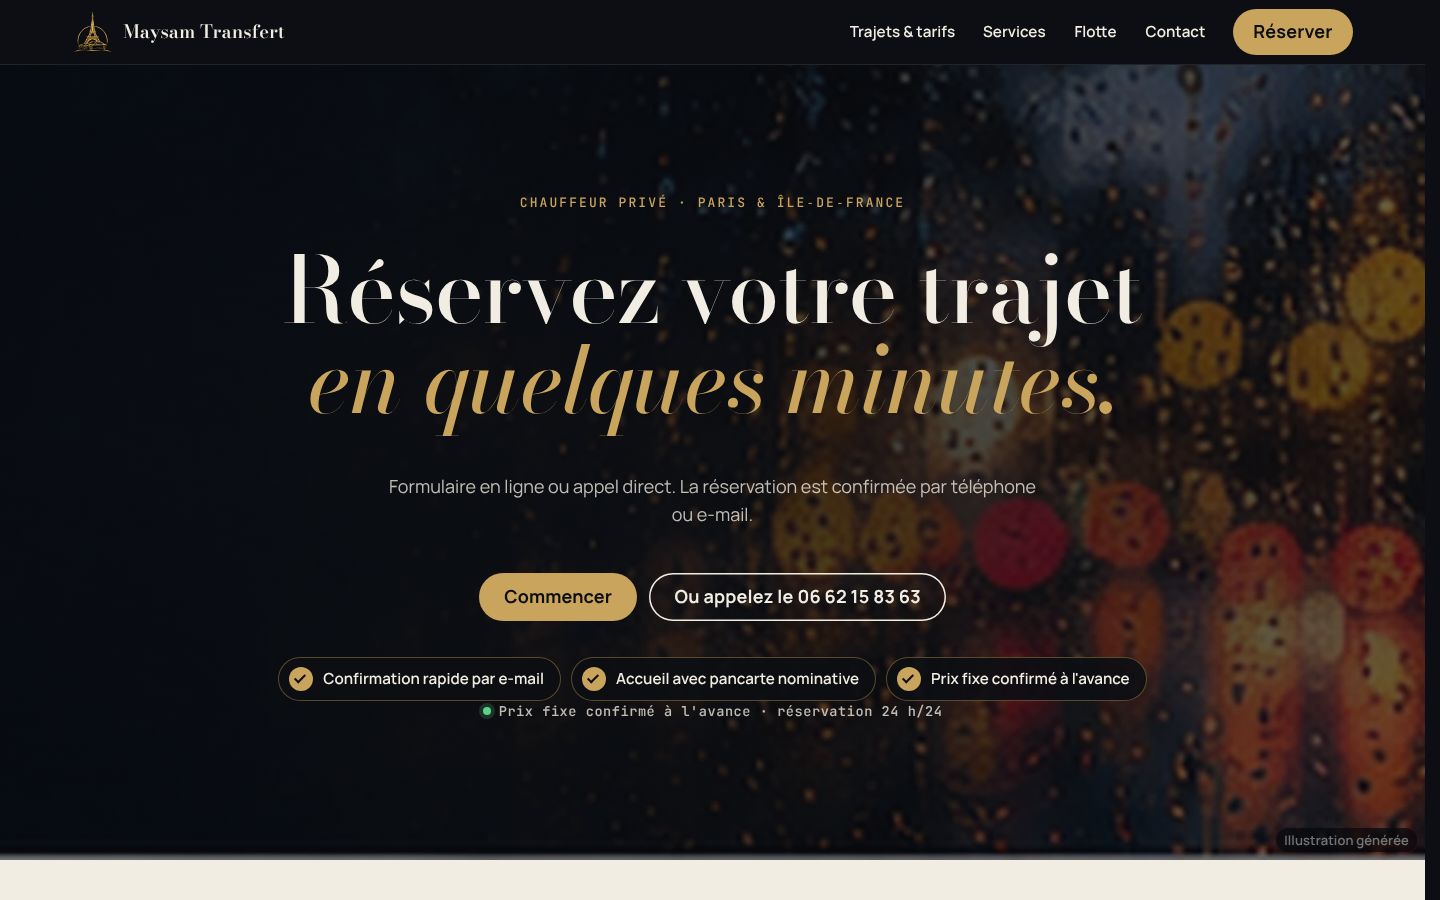 Maysam Transfert
Trajets & tarifs
Services
Flotte
Contact
Réserver
CHAUFFEUR PRIVÉ · PARIS & ÎLE-DE-FRANCE
Réservez votre trajet
en quelques minutes.
Formulaire en ligne ou appel direct. La réservation est confirmée par téléphone
ou e-mail.
Commencer
Ou appelez le 06 62 15 83 63
Confirmation rapide par e-mail
Accueil avec pancarte nominative
Prix fixe confirmé à l'avance
Prix fixe confirmé à l'avance · réservation 24 h/24
Illustration générée